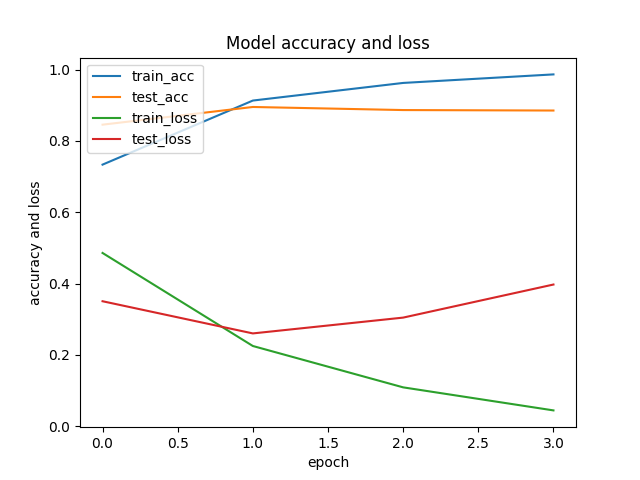 Model accuracy and loss
train_acc
test_acc
train_loss
test_loss
accuracy and loss
1.0
0.8
0.6
0.4
0.2
0.0
0.0 0.5 1.0 1.5 2.0 2.5 3.0
epoch